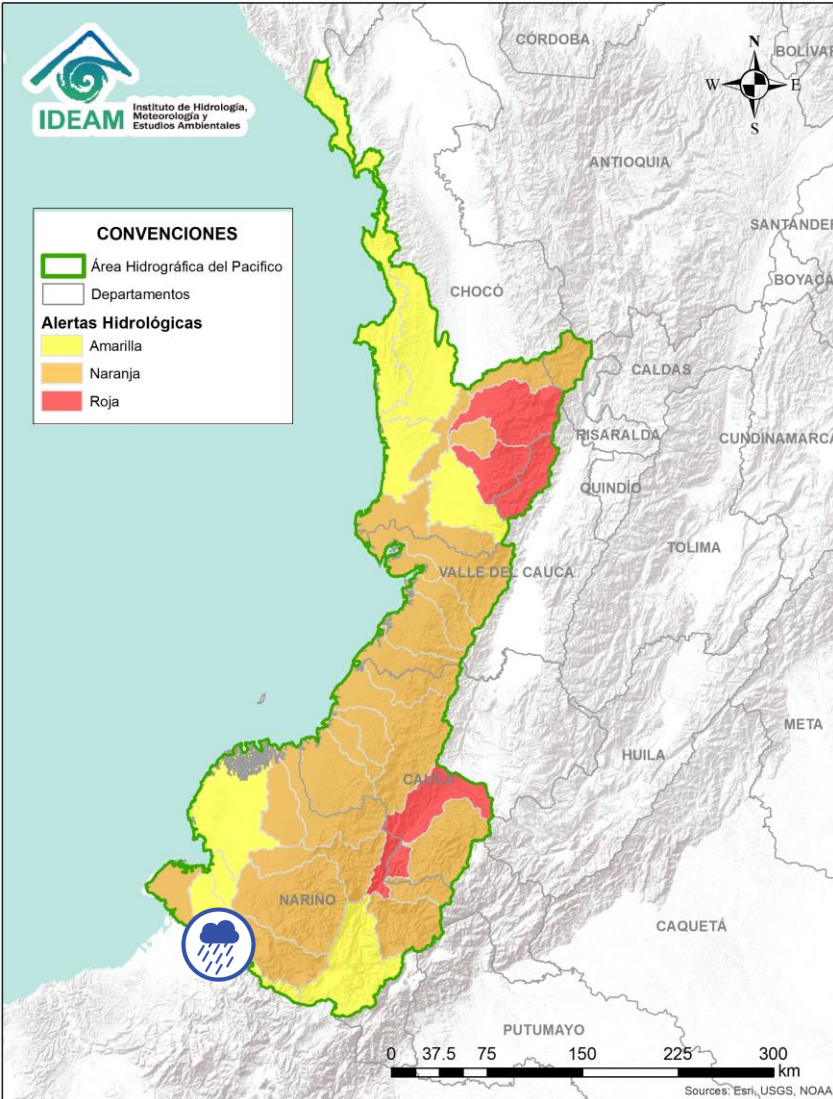 IDEAM
Instituto de Hidrología,
Meteorología y
Estudios Ambientales
N
W
E
S
CÓRDOBA
BOLÍVAR
ANTIOQUIA
SANTANDER
BOYACÁ
CHOCÓ
CALDAS
RISARALDA
CUNDINAMARCA
QUINDÍO
TOLIMA
VALLE DEL CAUCA
META
HUILA
CAUCA
NARIÑO
CAQUETÁ
PUTUMAYO
CONVENCIONES
Área Hidrográfica del Pacifico
Departamentos
Alertas Hidrológicas
Amarilla
Naranja
Roja
0 37.5 75 150 225 300
km
Sources: Esri, USGS, NOAA